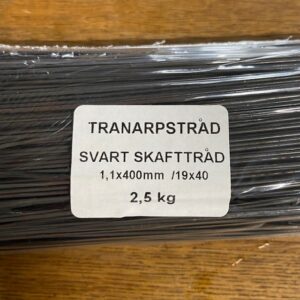 TRANARPSTRÅD
SVART SKAFTTRÅD
1,1x400mm /19x40
2,5 kg